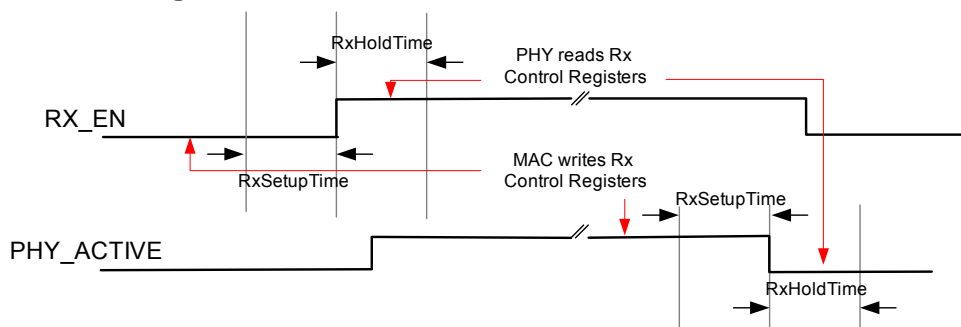 RxHoldTime
PHY reads Rx
Control Registers
RX_EN
MAC writes Rx
Control Registers
RxSetupTime
RxSetupTime
PHY_ACTIVE
RxHoldTime